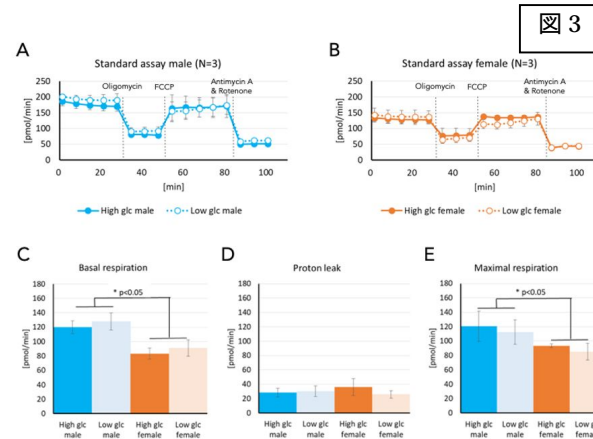 図 3
A
Standard assay male (N=3)
250
200
150
100
50
0
[pmol/min]
Oligomycin
FCCP
Antimycin A
& Rotenone
0
20
40
60
80
100
[min]
High glc male
Low glc male
B
Standard assay female (N=3)
250
200
150
100
50
0
[pmol/min]
Oligomycin
FCCP
Antimycin A
& Rotenone
0
20
40
60
80
100
[min]
High glc female
Low glc female
C
Basal respiration
180
160
140
120
100
80
60
40
20
0
[pmol/min]
* p<0.05
High glc
male
Low glc
male
High glc
female
Low glc
female
D
Proton leak
180
160
140
120
100
80
60
40
20
0
[pmol/min]
High glc
male
Low glc
male
High glc
female
Low glc
female
E
Maximal respiration
180
160
140
120
100
80
60
40
20
0
[pmol/min]
* p<0.05
High glc
male
Low glc
male
High glc
female
Low glc
female